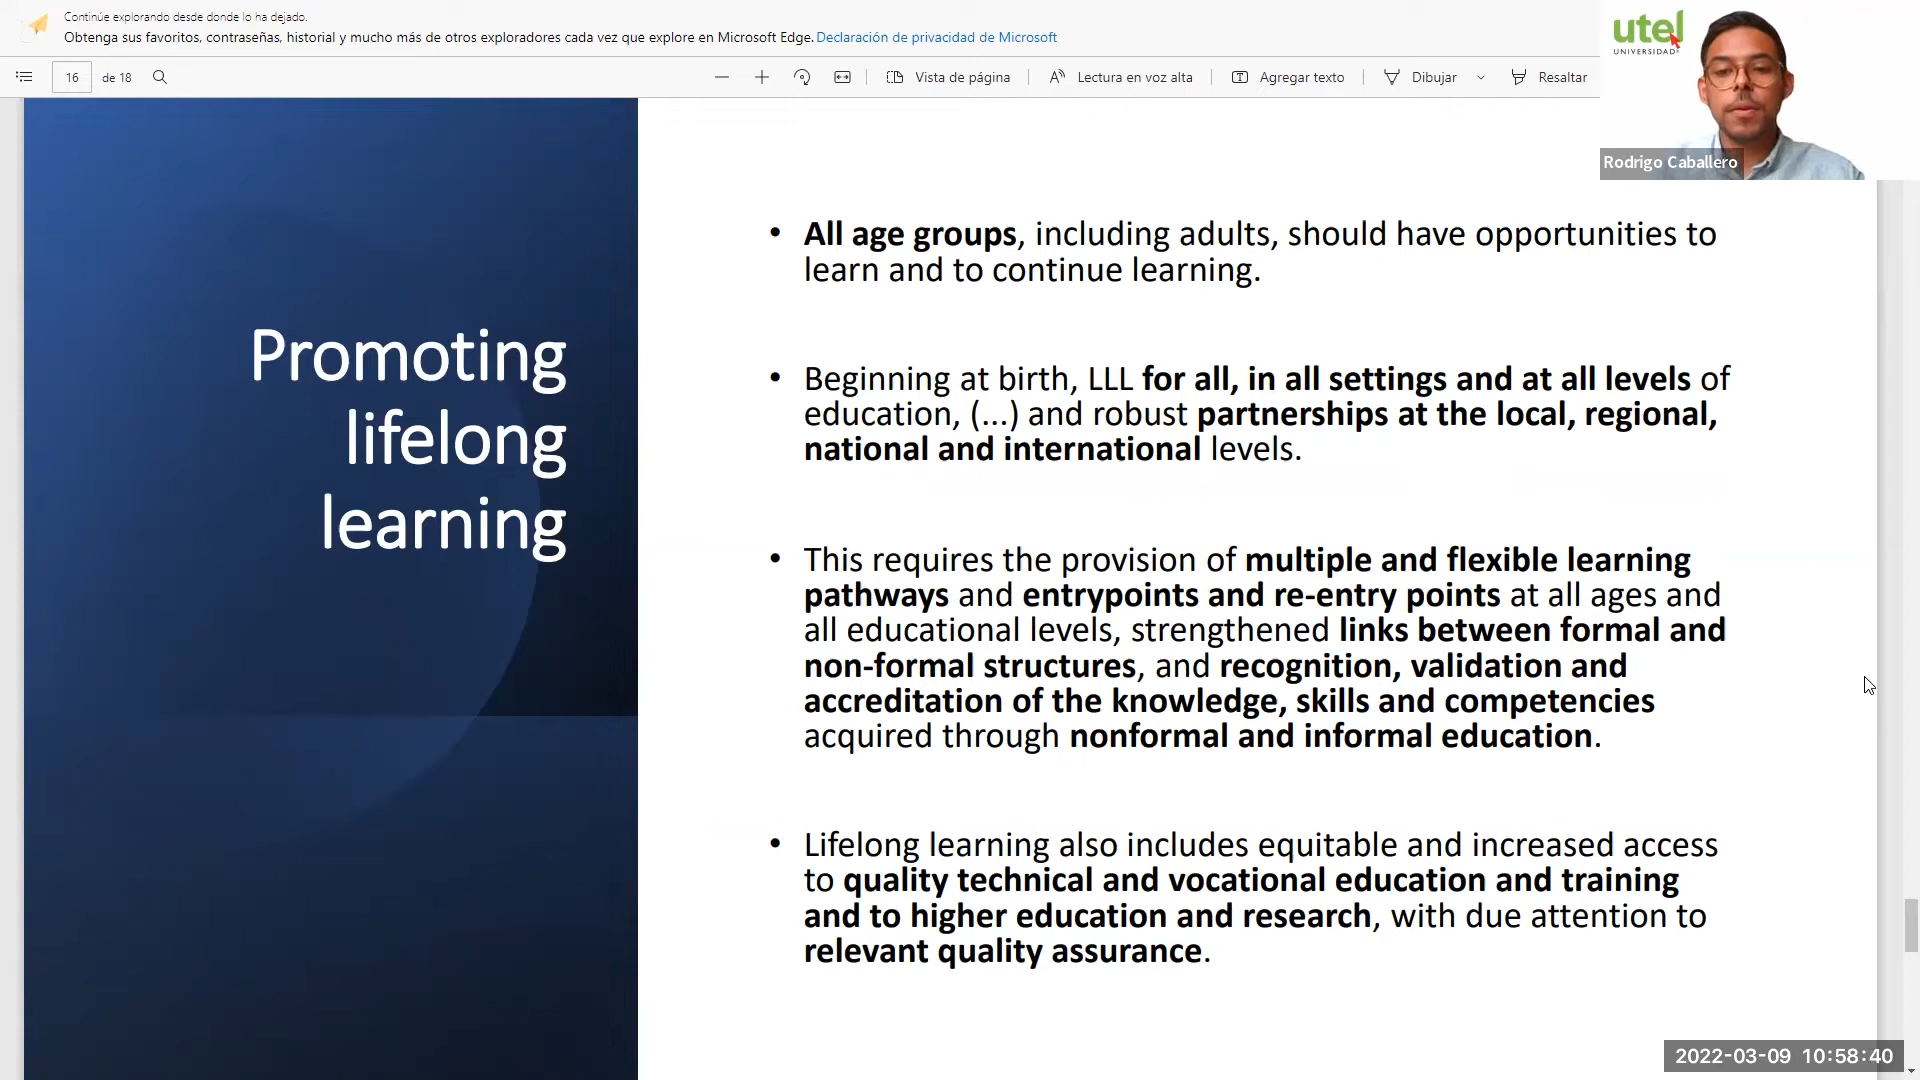 Continúe explorando desde donde lo ha dejado.
Obtenga sus favoritos, contraseñas, historial y mucho más de otros exploradores cada vez que explore en Microsoft Edge. Declaración de privacidad de Microsoft
16 de 18 Vista de página Lectura en voz alta Agregar texto Dibujar Resaltar
utel
UNIVERSIDAD
Rodrigo Caballero
Promoting
lifelong
learning
• All age groups, including adults, should have opportunities to
learn and to continue learning.
• Beginning at birth, LLL for all, in all settings and at all levels of
education, (...) and robust partnerships at the local, regional,
national and international levels.
• This requires the provision of multiple and flexible learning
pathways and entrypoints and re-entry points at all ages and
all educational levels, strengthened links between formal and
non-formal structures, and recognition, validation and
accreditation of the knowledge, skills and competencies
acquired through nonformal and informal education.
• Lifelong learning also includes equitable and increased access
to quality technical and vocational education and training
and to higher education and research, with due attention to
relevant quality assurance.
2022-03-09 10:58:40